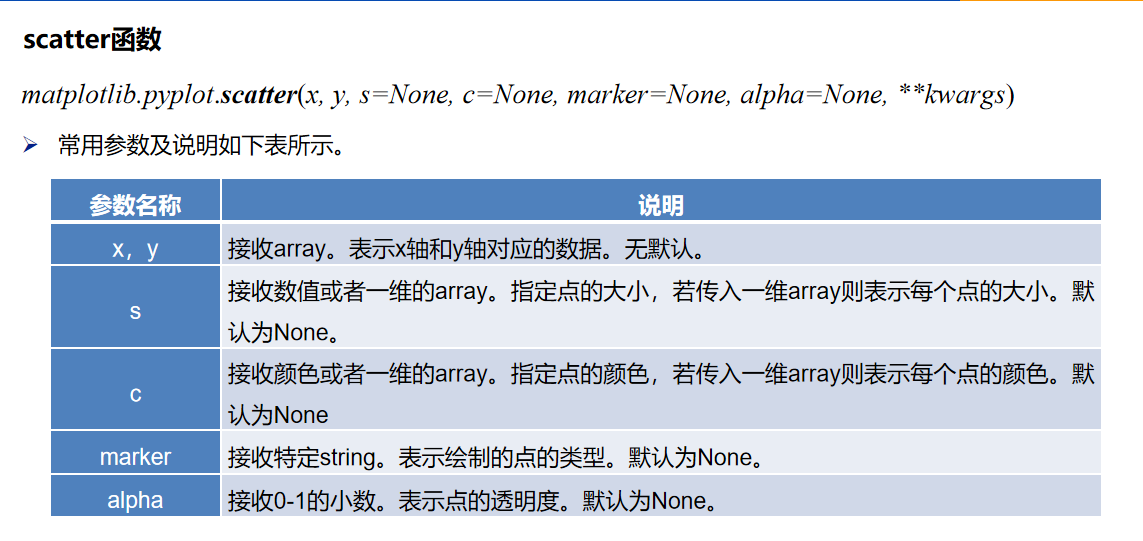 scatter函数
matplotlib.pyplot.scatter(x, y, s=None, c=None, marker=None, alpha=None, **kwargs)
➢ 常用参数及说明如下表所示。
参数名称 说明
x，y 接收array。表示x轴和y轴对应的数据。无默认。
s 接收数值或者一维的array。指定点的大小，若传入一维array则表示每个点的大小。默
认为None。
c 接收颜色或者一维的array。指定点的颜色，若传入一维array则表示每个点的颜色。默
认为None
marker 接收特定string。表示绘制的点的类型。默认为None。
alpha 接收0-1的小数。表示点的透明度。默认为None。